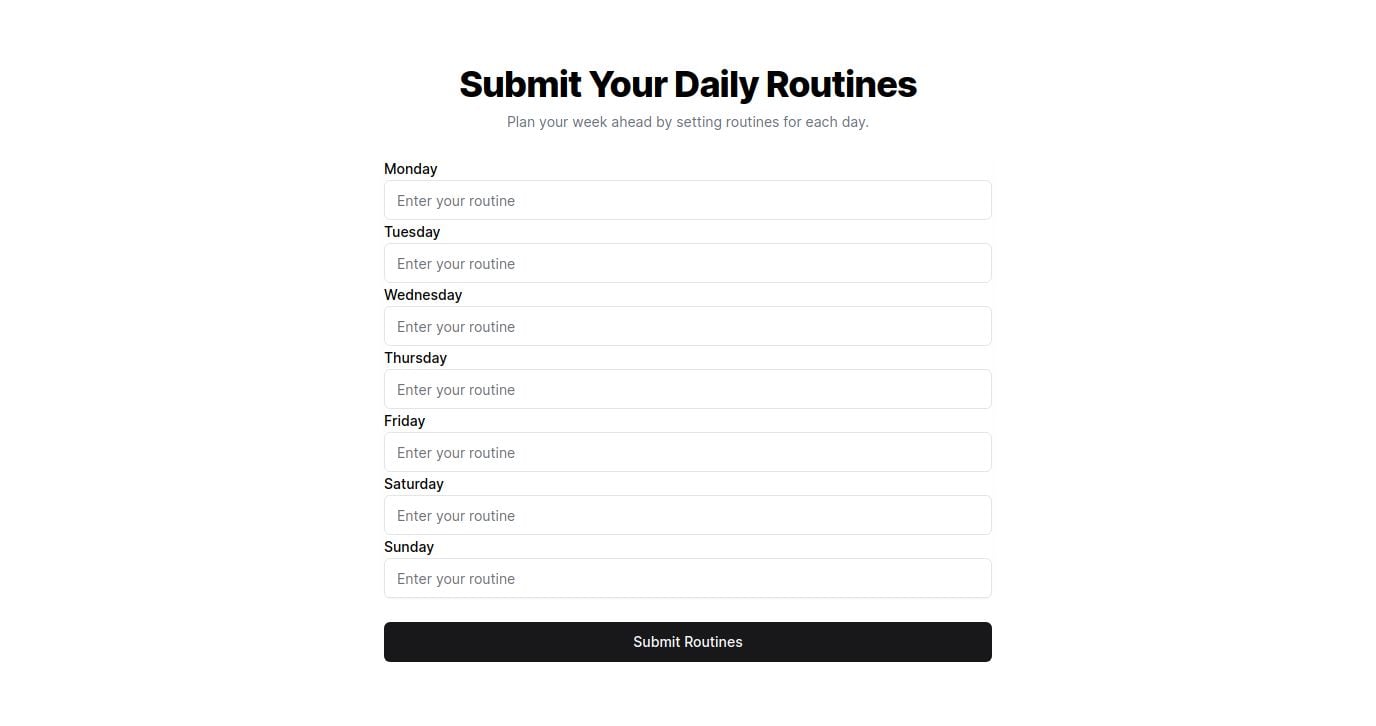 Submit Your Daily Routines
Plan your week ahead by setting routines for each day.
Monday
Enter your routine
Tuesday
Enter your routine
Wednesday
Enter your routine
Thursday
Enter your routine
Friday
Enter your routine
Saturday
Enter your routine
Sunday
Enter your routine
Submit Routines